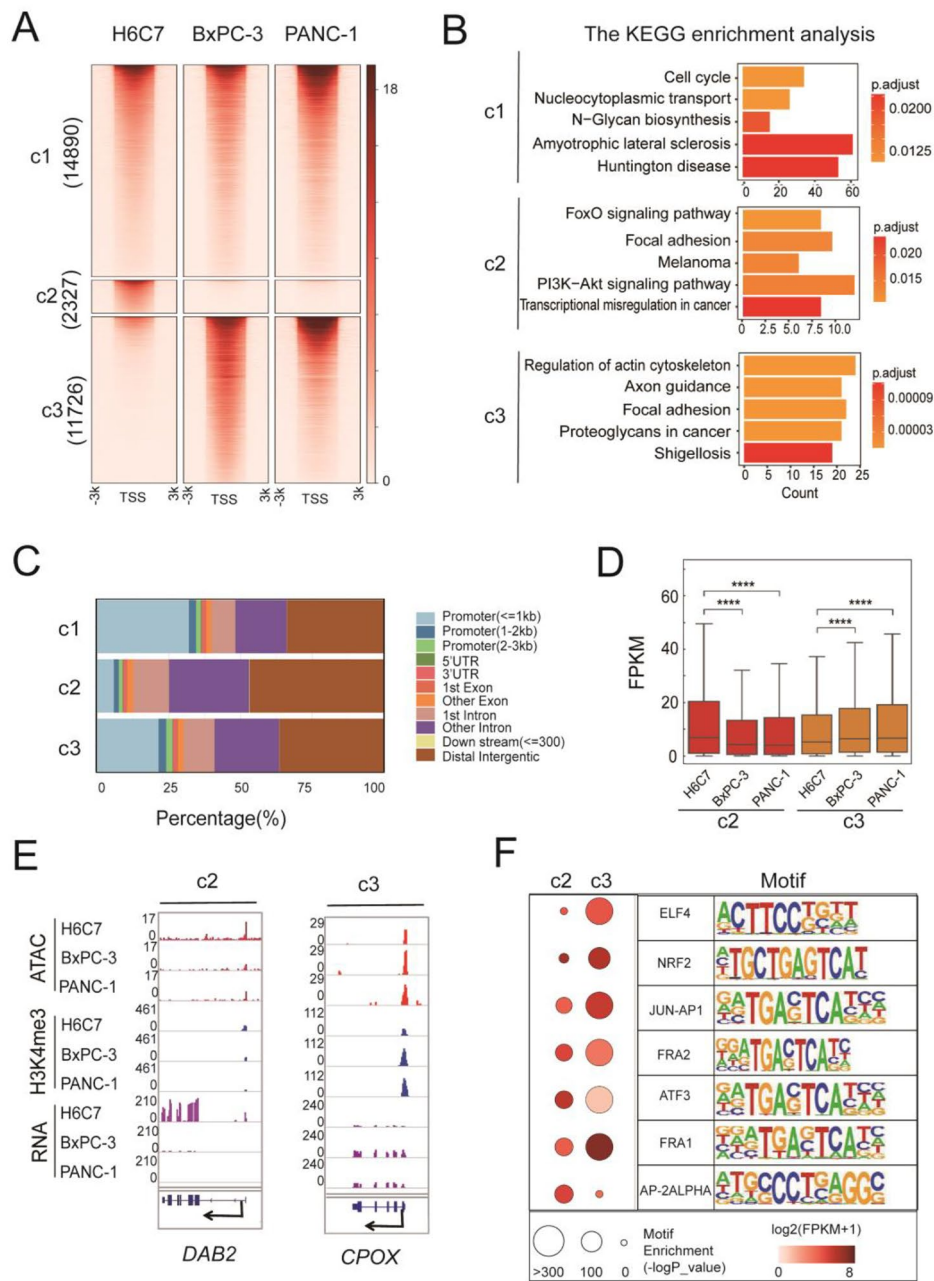 A
H6C7 BxPC-3 PANC-1
c1
(14890)
c2
(2327)
c3
(11726)
18
0
-3k TSS 3k -3k TSS 3k -3k TSS 3k
B
The KEGG enrichment analysis
c1
Cell cycle
Nucleocytoplasmic transport
N-Glycan biosynthesis
Amyotrophic lateral sclerosis
Huntington disease
0 20 40 60
p.adjust
0.0200
0.0125
c2
FoxO signaling pathway
Focal adhesion
Melanoma
PI3K-Akt signaling pathway
Transcriptional misregulation in cancer
0 2.5 5.0 7.5 10.0
p.adjust
0.020
0.015
c3
Regulation of actin cytoskeleton
Axon guidance
Focal adhesion
Proteoglycans in cancer
Shigellosis
0 5 10 15 20 25
Count
p.adjust
0.00009
0.00003
C
c1
c2
c3
0 25 50 75 100
Percentage(%)
Promoter(<=1kb)
Promoter(1-2kb)
Promoter(2-3kb)
5'UTR
3'UTR
1st Exon
Other Exon
1st Intron
Other Intron
Down stream(<=300)
Distal Intergentic
D
FPKM
60
40
20
0
**** **** **** ****
H6C7 BxPC-3 PANC-1 H6C7 BxPC-3 PANC-1
c2 c3
E
c2 c3
ATAC
H6C7 17 0 29 0
BxPC-3 17 0 29 0
PANC-1 17 0 29 0
H3K4me3
H6C7 461 0 112 0
BxPC-3 461 0 112 0
PANC-1 461 0 112 0
RNA
H6C7 210 0 240 0
BxPC-3 210 0 240 0
PANC-1 210 0 240 0
DAB2 CPOX
F
c2 c3 Motif
ELF4
NRF2
JUN-AP1
FRA2
ATF3
FRA1
AP-2ALPHA
>300 100 0
Motif
Enrichment
(-logP_value)
log2(FPKM+1)
0 8